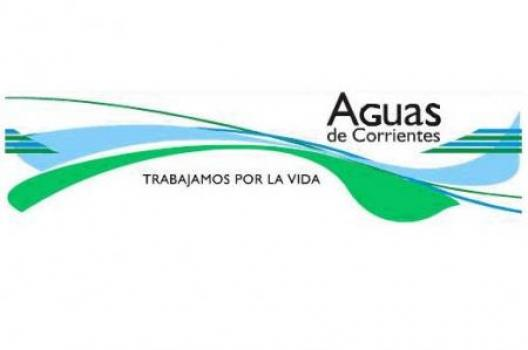 AGUAS
de Corrientes
TRABAJAMOS POR LA VIDA